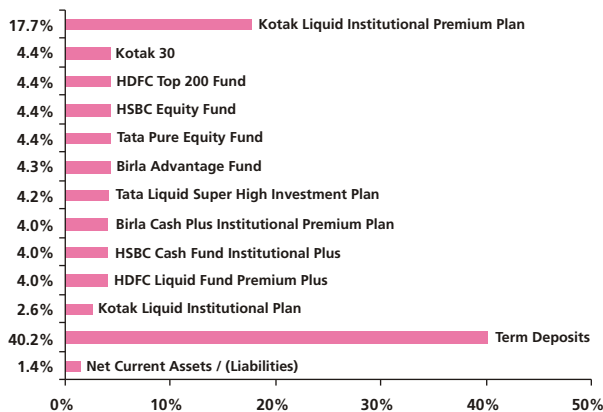 17.7% Kotak Liquid Institutional Premium Plan
4.4% Kotak 30
4.4% HDFC Top 200 Fund
4.4% HSBC Equity Fund
4.4% Tata Pure Equity Fund
4.3% Birla Advantage Fund
4.2% Tata Liquid Super High Investment Plan
4.0% Birla Cash Plus Institutional Premium Plan
4.0% HSBC Cash Fund Institutional Plus
4.0% HDFC Liquid Fund Premium Plus
2.6% Kotak Liquid Institutional Plan
40.2% Term Deposits
1.4% Net Current Assets / (Liabilities)
0% 10% 20% 30% 40% 50%